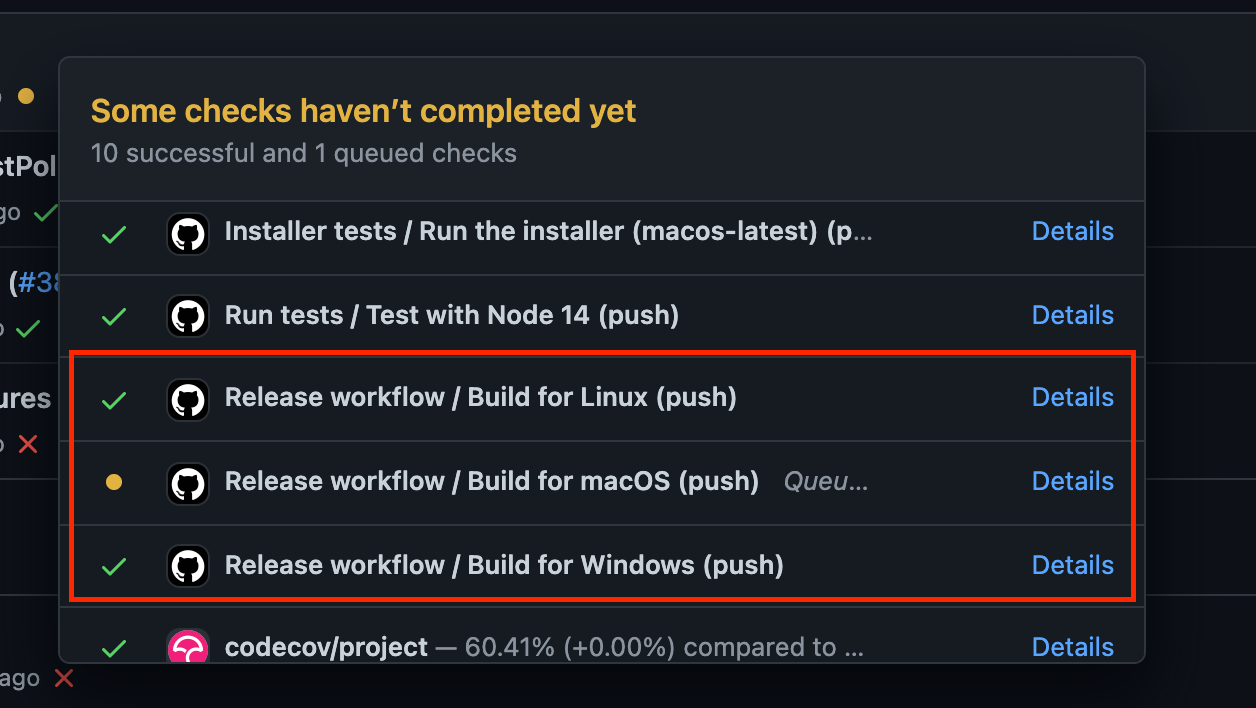 Some checks haven’t completed yet
10 successful and 1 queued checks
stPol
go
Installer tests / Run the installer (macos-latest) (p...
Details
(#38
Run tests / Test with Node 14 (push)
Details
ures
Release workflow / Build for Linux (push)
Details
Release workflow / Build for macOS (push) Queu...
Details
Release workflow / Build for Windows (push)
Details
codecov/project — 60.41% (+0.00%) compared to ...
Details
ago